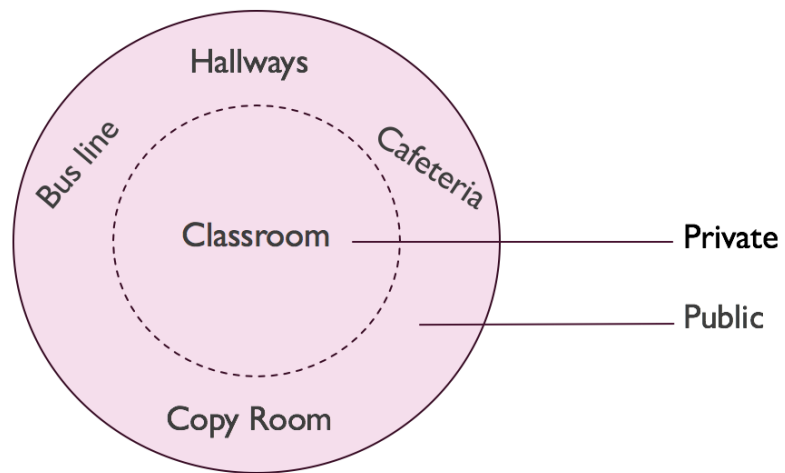 Hallways
Bus line
Cafeteria
Classroom
Private
Public
Copy Room